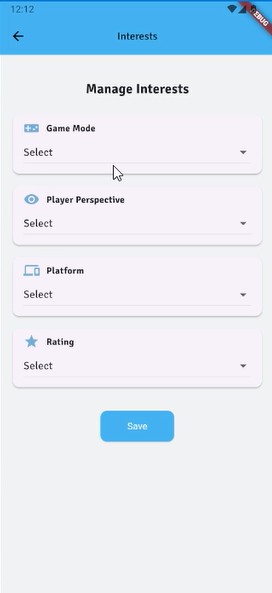 12:12
DEBUG
Interests
Manage Interests
Game Mode
Select
Player Perspective
Select
Platform
Select
Rating
Select
Save